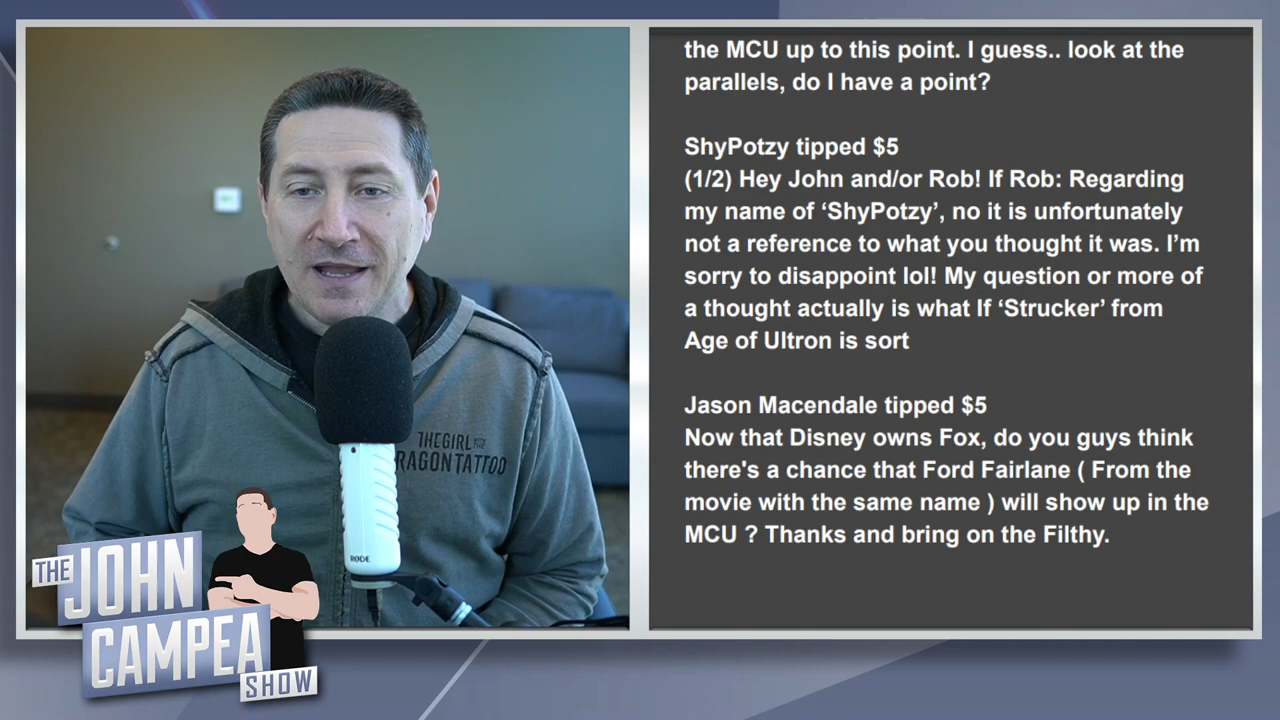 the MCU up to this point. I guess.. look at the
parallels, do I have a point?
ShyPotzy tipped $5
(1/2) Hey John and/or Rob! If Rob: Regarding
my name of ‘ShyPotzy’, no it is unfortunately
not a reference to what you thought it was. I’m
sorry to disappoint lol! My question or more of
a thought actually is what If ‘Strucker’ from
Age of Ultron is sort
Jason Macendale tipped $5
Now that Disney owns Fox, do you guys think
there's a chance that Ford Fairlane ( From the
movie with the same name ) will show up in the
MCU ? Thanks and bring on the Filthy.
THE GIRL WITH THE
RAGON TATTOO
RØDE
THE
JOHN
CAMPEA
SHOW